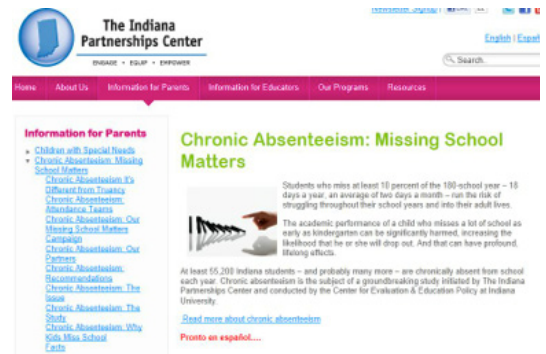 Newsletter Signup
The Indiana
Partnerships Center
ENGAGE • EQUIP • EMPOWER
English | Españ
Search..
Home
About Us
Information for Parents
Information for Educators
Our Programs
Resources
Information for Parents
Children with Special Needs
Chronic Absenteeism: Missing
School Matters
Chronic Absenteeism It's
Different from Truancy
Chronic Absenteeism:
Attendance Teams
Chronic Absenteeism: Our
Missing School Matters
Campaign
Chronic Absenteeism: Our
Partners
Chronic Absenteeism:
Recommendations
Chronic Absenteeism: The
Issue
Chronic Absenteeism: The
Study
Chronic Absenteeism: Why
Kids Miss School
Facts
Chronic Absenteeism: Missing School
Matters
Students who miss at least 10 percent of the 180-school year – 18
days a year, an average of two days a month – run the risk of
struggling throughout their school years and into their adult lives.
The academic performance of a child who misses a lot of school as
early as kindergarten can be significantly harmed, increasing the
likelihood that he or she will drop out. And that can have profound,
lifelong effects.
At least 55,200 Indiana students – and probably many more – are chronically absent from school
each year. Chronic absenteeism is the subject of a groundbreaking study initiated by The Indiana
Partnerships Center and conducted by the Center for Evaluation & Education Policy at Indiana
University.
Read more about chronic absenteeism
Pronto en español....